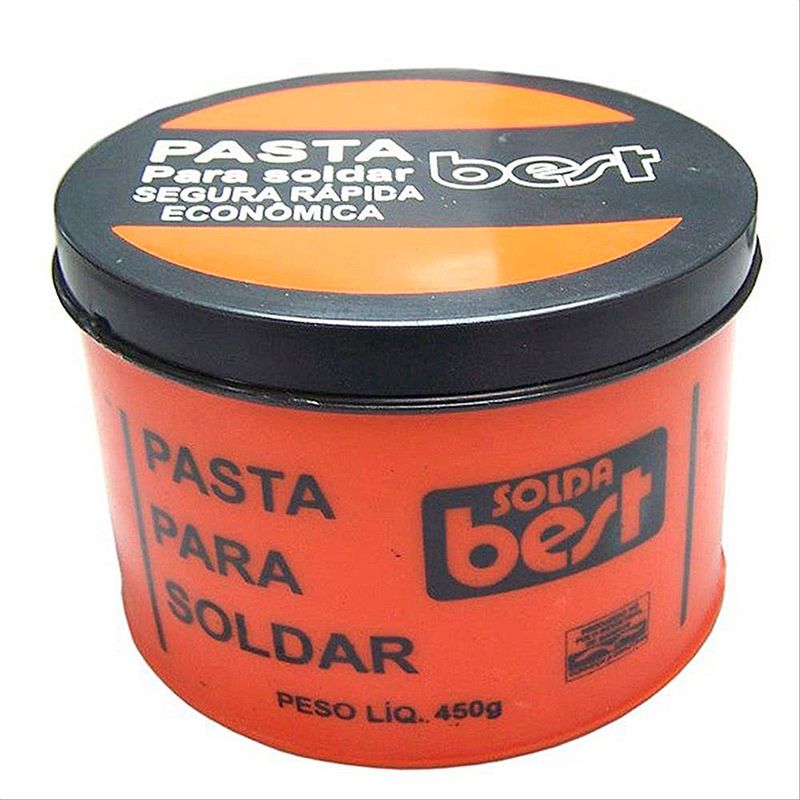 PASTA
Para soldar
SEGURA RÁPIDA
ECONÔMICA
best
PASTA
PARA
SOLDAR
SOLDA
best
PESO LÍQ. 450g